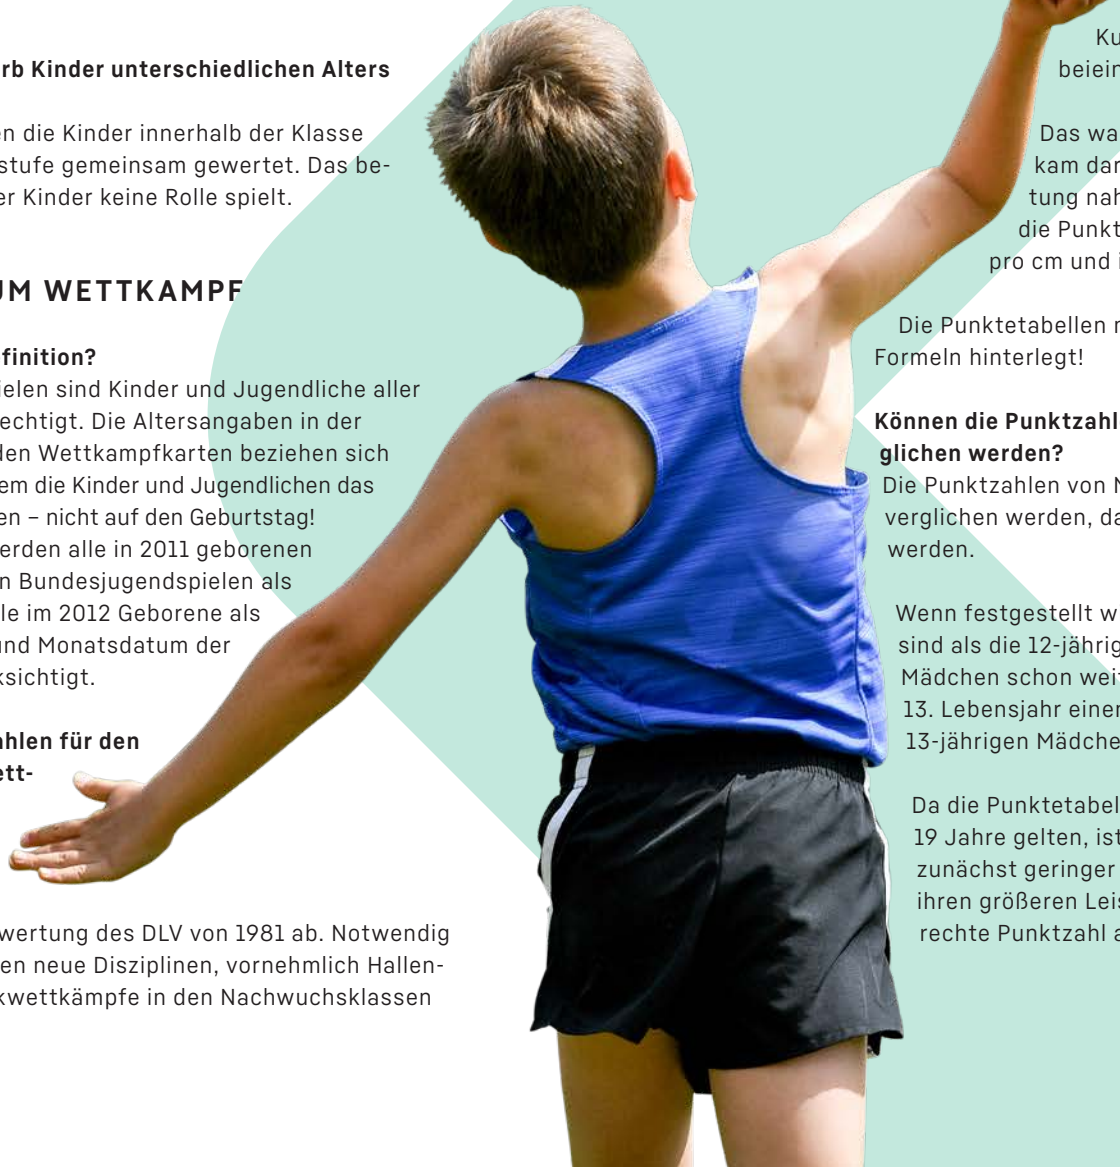 rb Kinder unterschiedlichen Alters
en die Kinder innerhalb der Klasse
stufe gemeinsam gewertet. Das be-
er Kinder keine Rolle spielt.
UM WETTKAMPF
finition?
ielen sind Kinder und Jugendliche aller
echtigt. Die Altersangaben in der
den Wettkampfkarten beziehen sich
em die Kinder und Jugendlichen das
en – nicht auf den Geburtstag!
erden alle in 2011 geborenen
n Bundesjugendspielen als
le im 2012 Geborene als
und Monatsdatum der
ksichtigt.
ahlen für den
ett-
wertung des DLV von 1981 ab. Notwendig
en neue Disziplinen, vornehmlich Hallen-
kwettkämpfe in den Nachwuchsklassen
Ku
beiein
Das wa
kam dar
tung nah
die Punkt
pro cm und i
Die Punktetabellen
Formeln hinterlegt!
Können die Punktzahl
glichen werden?
Die Punktzahlen von
verglichen werden, da
werden.
Wenn festgestellt w
sind als die 12-jährig
Mädchen schon weit
13. Lebensjahr einen
13-jährigen Mädche
Da die Punktetabel
19 Jahre gelten, ist
zunächst geringer
ihren größeren Leis
rechte Punktzahl a